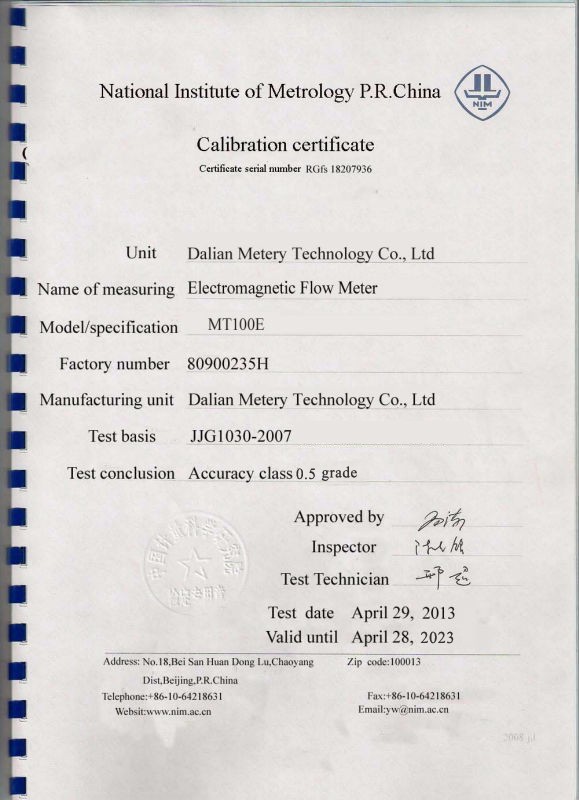 National Institute of Metrology P.R.China
NIM
Calibration certificate
Certificate serial number RGfs 18207936
Unit Dalian Metery Technology Co., Ltd
Name of measuring Electromagnetic Flow Meter
Model/specification MT100E
Factory number 80900235H
Manufacturing unit Dalian Metery Technology Co., Ltd
Test basis JJG1030-2007
Test conclusion Accuracy class 0.5 grade
Approved by
Inspector
Test Technician
Test date April 29, 2013
Valid until April 28, 2023
Address: No.18,Bei San Huan Dong Lu,Chaoyang Zip code:100013
Dist,Beijing,P.R.China
Telephone:+86-10-64218631 Fax:+86-10-64218631
Websit:www.nim.ac.cn Email:yw@nim.ac.cn